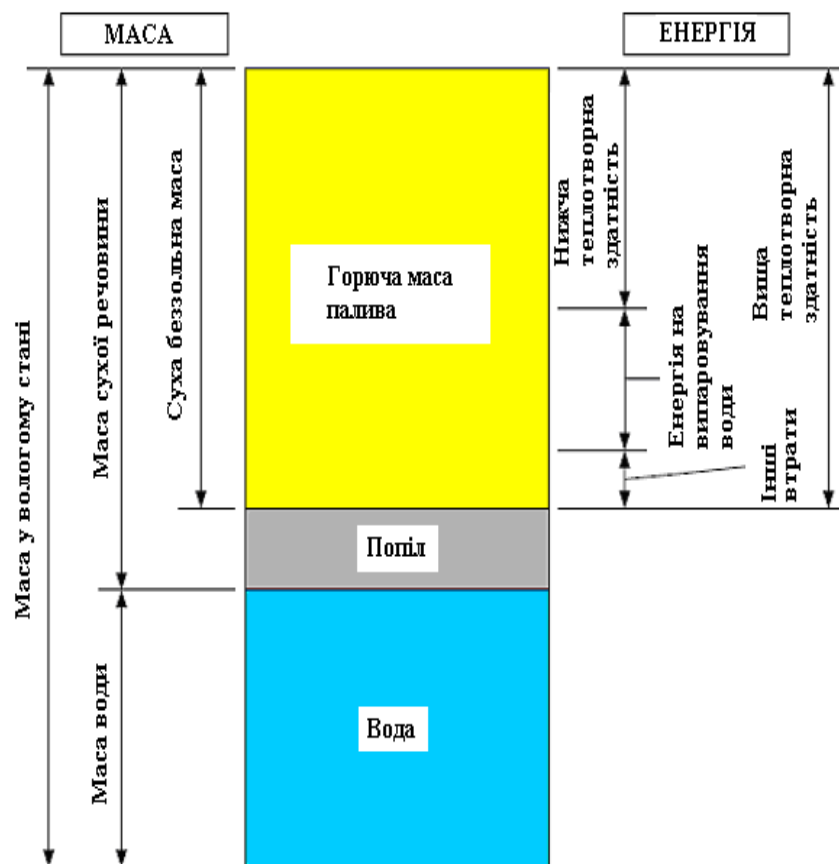 МАСА
ЕНЕРГІЯ
Маса у вологому стані
Маса сухої речовини
Суха беззольна маса
Маса води
Горюча маса
палива
Попіл
Вода
Нижча
теплотворна
здатність
Енергія на
випаровування
води
Вища
теплотворна
здатність
Інші
втрати